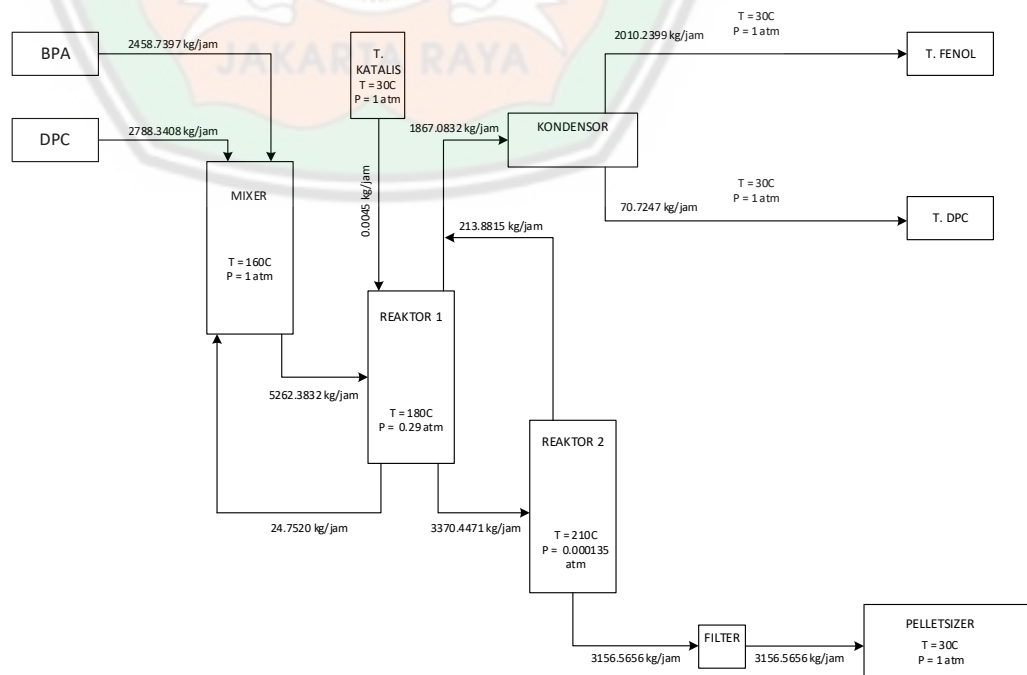 JAKARTA RAYA
BPA
2458.7397 kg/jam
DPC
2788.3408 kg/jam
MIXER
T = 160C
P = 1 atm
T.
KATALIS
T = 30C
P = 1 atm
0.0045 kg/jam
1867.0832 kg/jam
KONDENSOR
T = 30C
P = 1 atm
2010.2399 kg/jam
T. FENOL
T = 30C
P = 1 atm
70.7247 kg/jam
T. DPC
213.8815 kg/jam
REAKTOR 1
T = 180C
P = 0.29 atm
5262.3832 kg/jam
24.7520 kg/jam
3370.4471 kg/jam
REAKTOR 2
T = 210C
P = 0.000135
atm
3156.5656 kg/jam
FILTER
3156.5656 kg/jam
PELLETSIZER
T = 30C
P = 1 atm